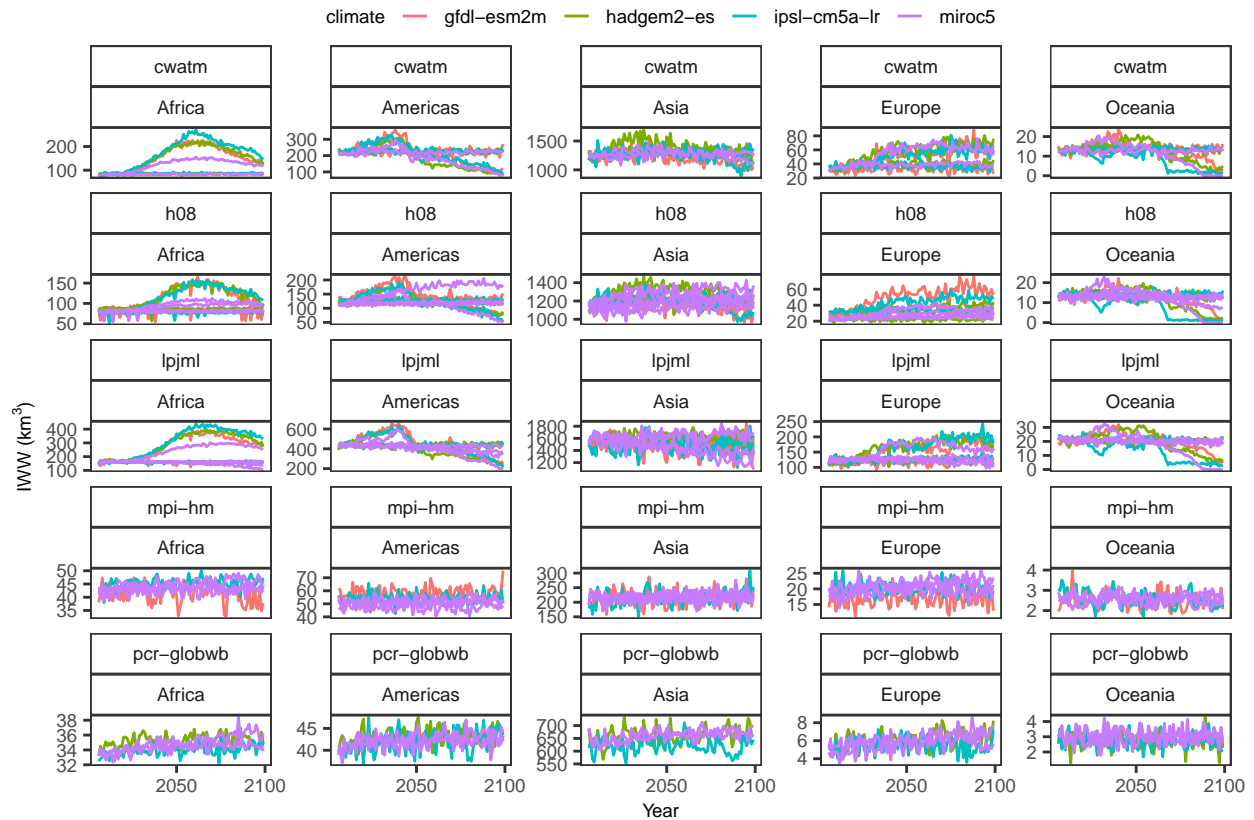 climate gfdl−esm2m hadgem2−es ipsl−cm5a−lr miroc5
cwatm cwatm cwatm cwatm cwatm
Africa Americas Asia Europe Oceania
200 100
300 200 100
1500 1000
80 60 40 20
20 10 0
h08 h08 h08 h08 h08
Africa Americas Asia Europe Oceania
150 100 50
200 150 100 50
1400 1200 1000
60 40 20
20 10 0
lpjml lpjml lpjml lpjml lpjml
Africa Americas Asia Europe Oceania
400 300 200 100
600 400 200
1800 1600 1400 1200
250 200 150 100
30 20 10 0
mpi−hm mpi−hm mpi−hm mpi−hm mpi−hm
Africa Americas Asia Europe Oceania
50 45 40 35
70 60 50 40
300 250 200 150
25 20 15
4 3 2
pcr−globwb pcr−globwb pcr−globwb pcr−globwb pcr−globwb
Africa Americas Asia Europe Oceania
38 36 34 32
45 40
700 650 600 550
8 6 4
4 3 2
2050 2100 2050 2100 2050 2100 2050 2100 2050 2100
Year
IWW (km³)